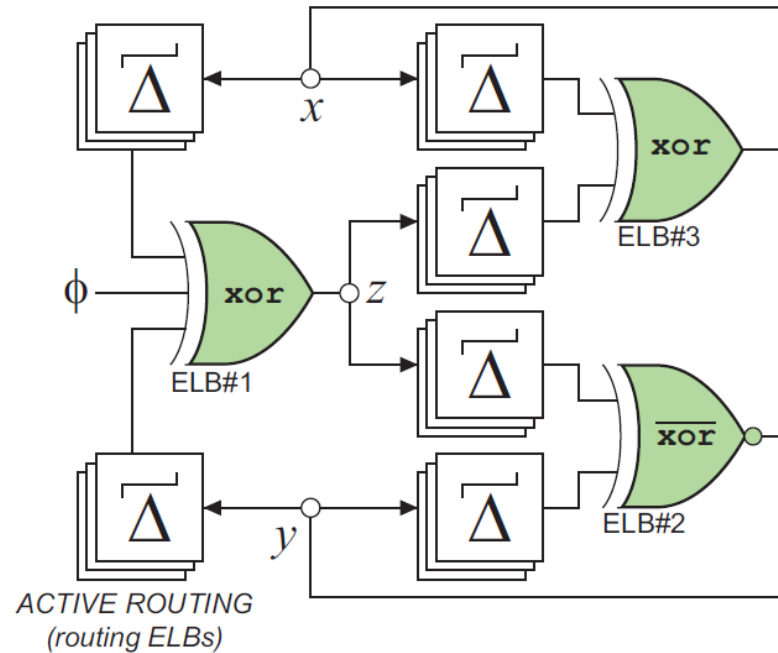 Δ
Δ
x
xor
ELB#3
Δ
ϕ
xor
z
ELB#1
Δ
xor
ELB#2
Δ
Δ
y
ACTIVE ROUTING
(routing ELBs)